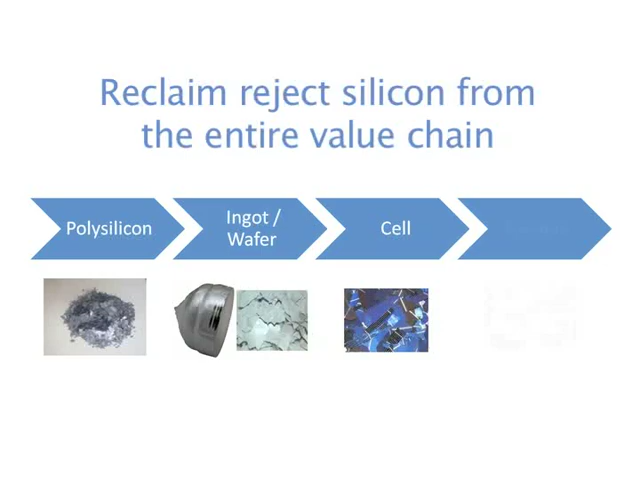 Reclaim reject silicon from
the entire value chain
Polysilicon
Ingot /
Wafer
Cell